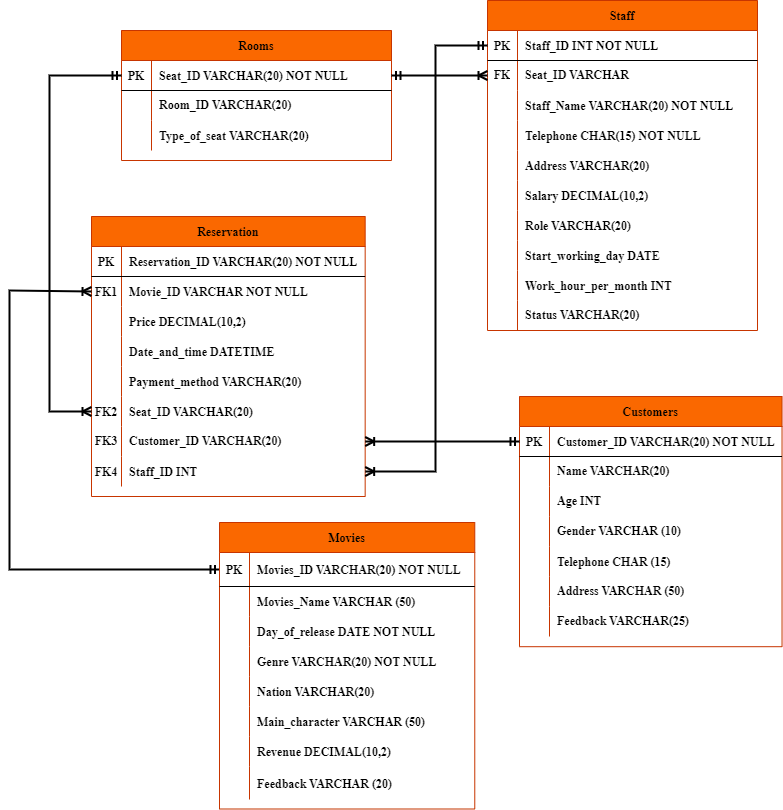 Rooms
PK Seat_ID VARCHAR(20) NOT NULL
Room_ID VARCHAR(20)
Type_of_seat VARCHAR(20)
Staff
PK Staff_ID INT NOT NULL
FK Seat_ID VARCHAR
Staff_Name VARCHAR(20) NOT NULL
Telephone CHAR(15) NOT NULL
Address VARCHAR(20)
Salary DECIMAL(10,2)
Role VARCHAR(20)
Start_working_day DATE
Work_hour_per_month INT
Status VARCHAR(20)
Reservation
PK Reservation_ID VARCHAR(20) NOT NULL
FK1 Movie_ID VARCHAR NOT NULL
Price DECIMAL(10,2)
Date_and_time DATETIME
Payment_method VARCHAR(20)
FK2 Seat_ID VARCHAR(20)
FK3 Customer_ID VARCHAR(20)
FK4 Staff_ID INT
Customers
PK Customer_ID VARCHAR(20) NOT NULL
Name VARCHAR(20)
Age INT
Gender VARCHAR (10)
Telephone CHAR (15)
Address VARCHAR (50)
Feedback VARCHAR(25)
Movies
PK Movies_ID VARCHAR(20) NOT NULL
Movies_Name VARCHAR (50)
Day_of_release DATE NOT NULL
Genre VARCHAR(20) NOT NULL
Nation VARCHAR(20)
Main_character VARCHAR (50)
Revenue DECIMAL(10,2)
Feedback VARCHAR (20)